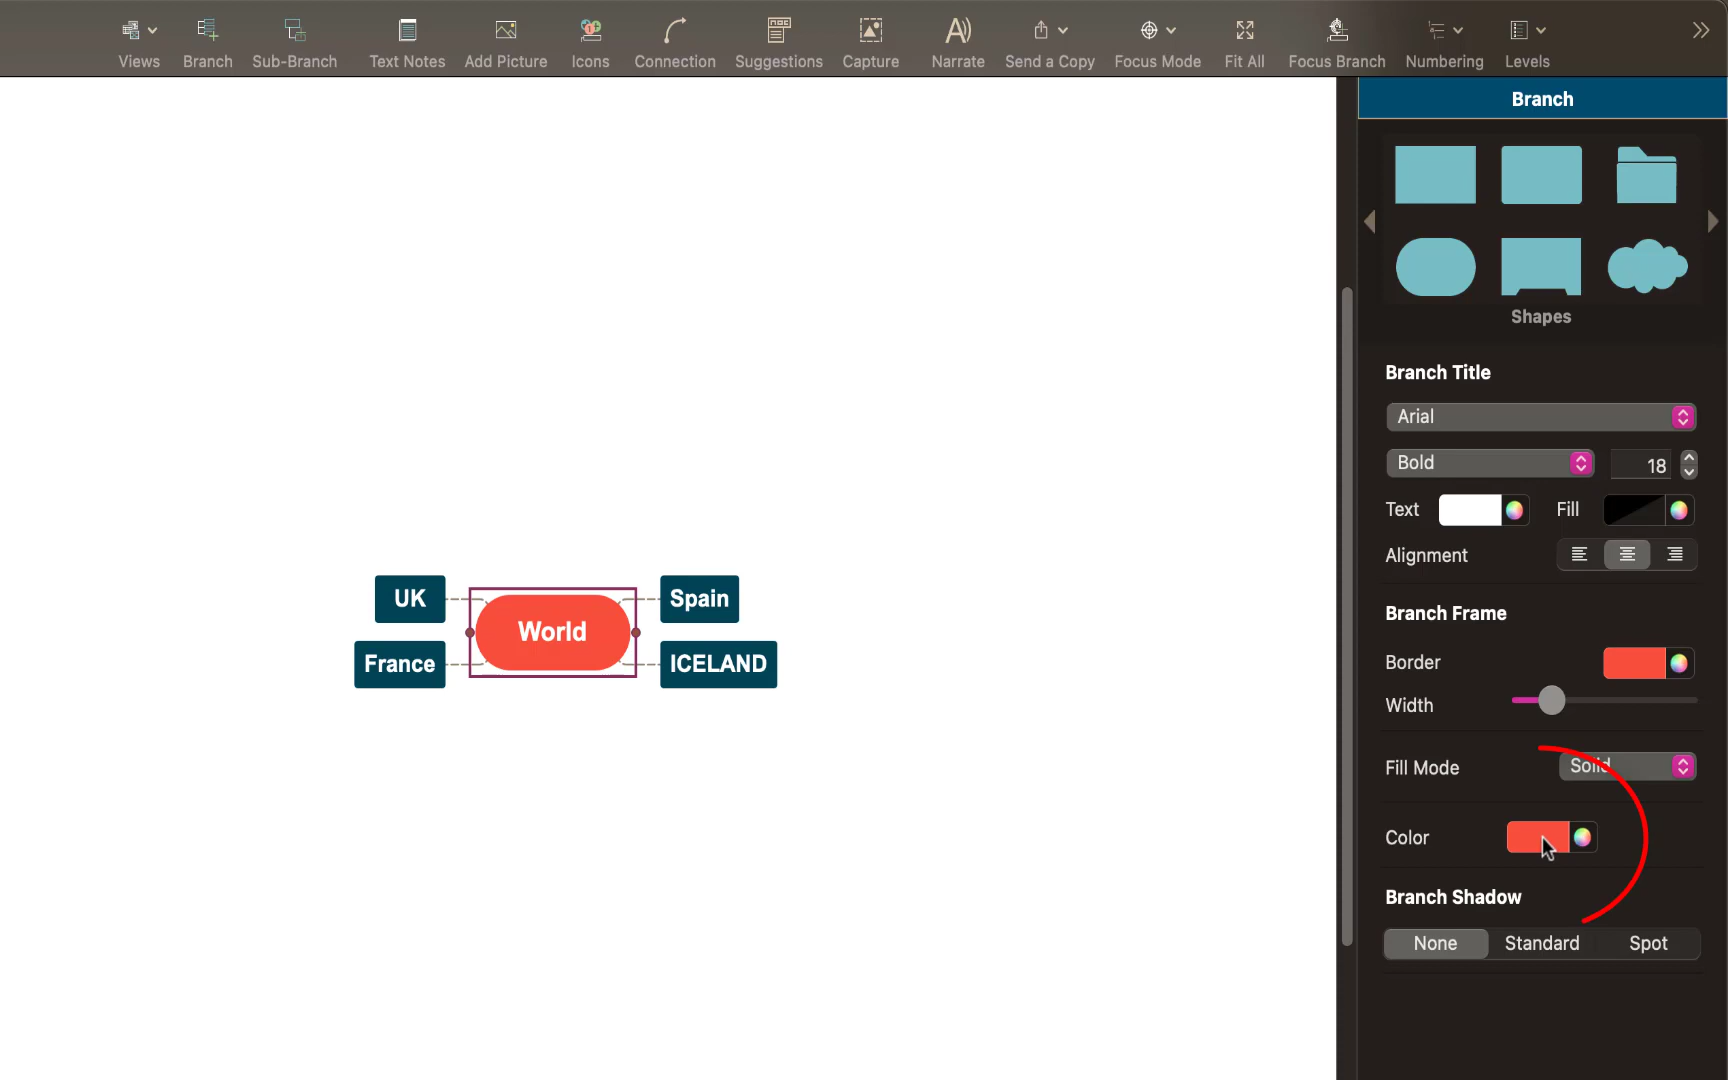 Views Branch Sub-Branch Text Notes Add Picture Icons Connection Suggestions Capture Narrate Send a Copy Focus Mode Fit All Focus Branch Numbering Levels
Branch
Shapes
Branch Title
Arial
Bold 18
Text Fill
Alignment
Branch Frame
Border
Width
Fill Mode Solid
Color
Branch Shadow
None Standard Spot
UK World Spain
France ICELAND